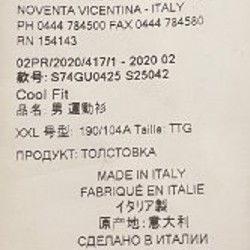 NOVENTA VICENTINA - ITALY
PH 0444 784500 FAX 0444 784580
RN 154143
02PR/2020/417/1 - 2020 02
款号: S74GU0425 S25042
Cool Fit
品名: 男 運動衫
XXL 号型: 190/104A Taille: TTG
ПРОДУКТ: ТОЛСТОВКА
MADE IN ITALY
FABRIQUÉ EN ITALIE
イタリア製
原产地: 意大利
СДЕЛАНО В ИТАЛИИ